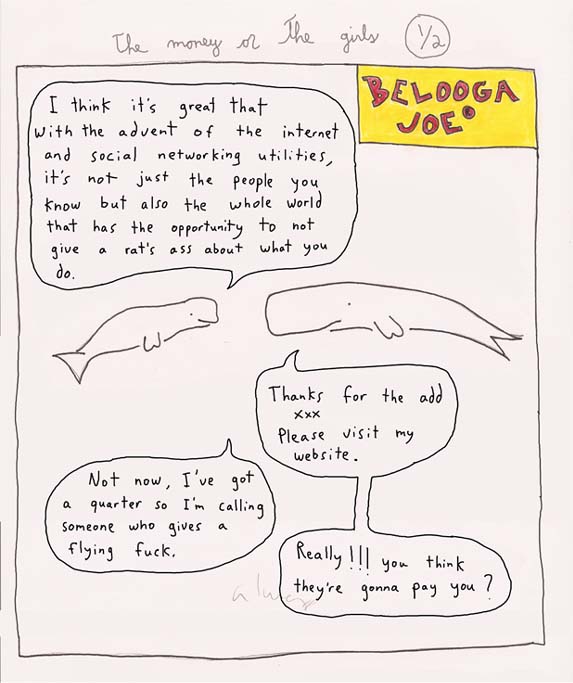 The money or The girls 1/2
BELOOGA
JOE®
I think it's great that
with the advent of the internet
and social networking utilities,
it's not just the people you
know but also the whole world
that has the opportunity to not
give a rat's ass about what you
do.
Thanks for the add
xxx
Please visit my
website.
Not now, I've got
a quarter so I'm calling
someone who gives a
flying fuck.
Really!!! you think
they're gonna pay you?